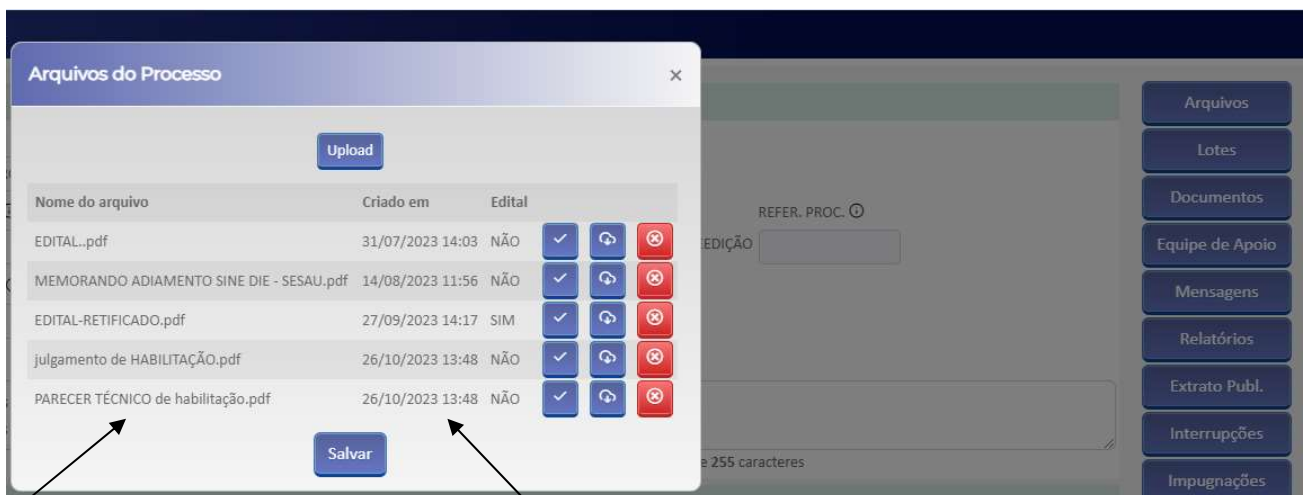 Arquivos do Processo ×
Upload
Nome do arquivo Criado em Edital
EDITAL..pdf 31/07/2023 14:03 NÃO
MEMORANDO ADIAMENTO SINE DIE - SESAU.pdf 14/08/2023 11:56 NÃO
EDITAL-RETIFICADO.pdf 27/09/2023 14:17 SIM
julgamento de HABILITAÇÃO.pdf 26/10/2023 13:48 NÃO
PARECER TÉCNICO de habilitação.pdf 26/10/2023 13:48 NÃO
Salvar
REFER. PROC.
EDIÇÃO
e 255 caracteres
Arquivos
Lotes
Documentos
Equipe de Apoio
Mensagens
Relatórios
Extrato Publ.
Interrupções
Impugnações